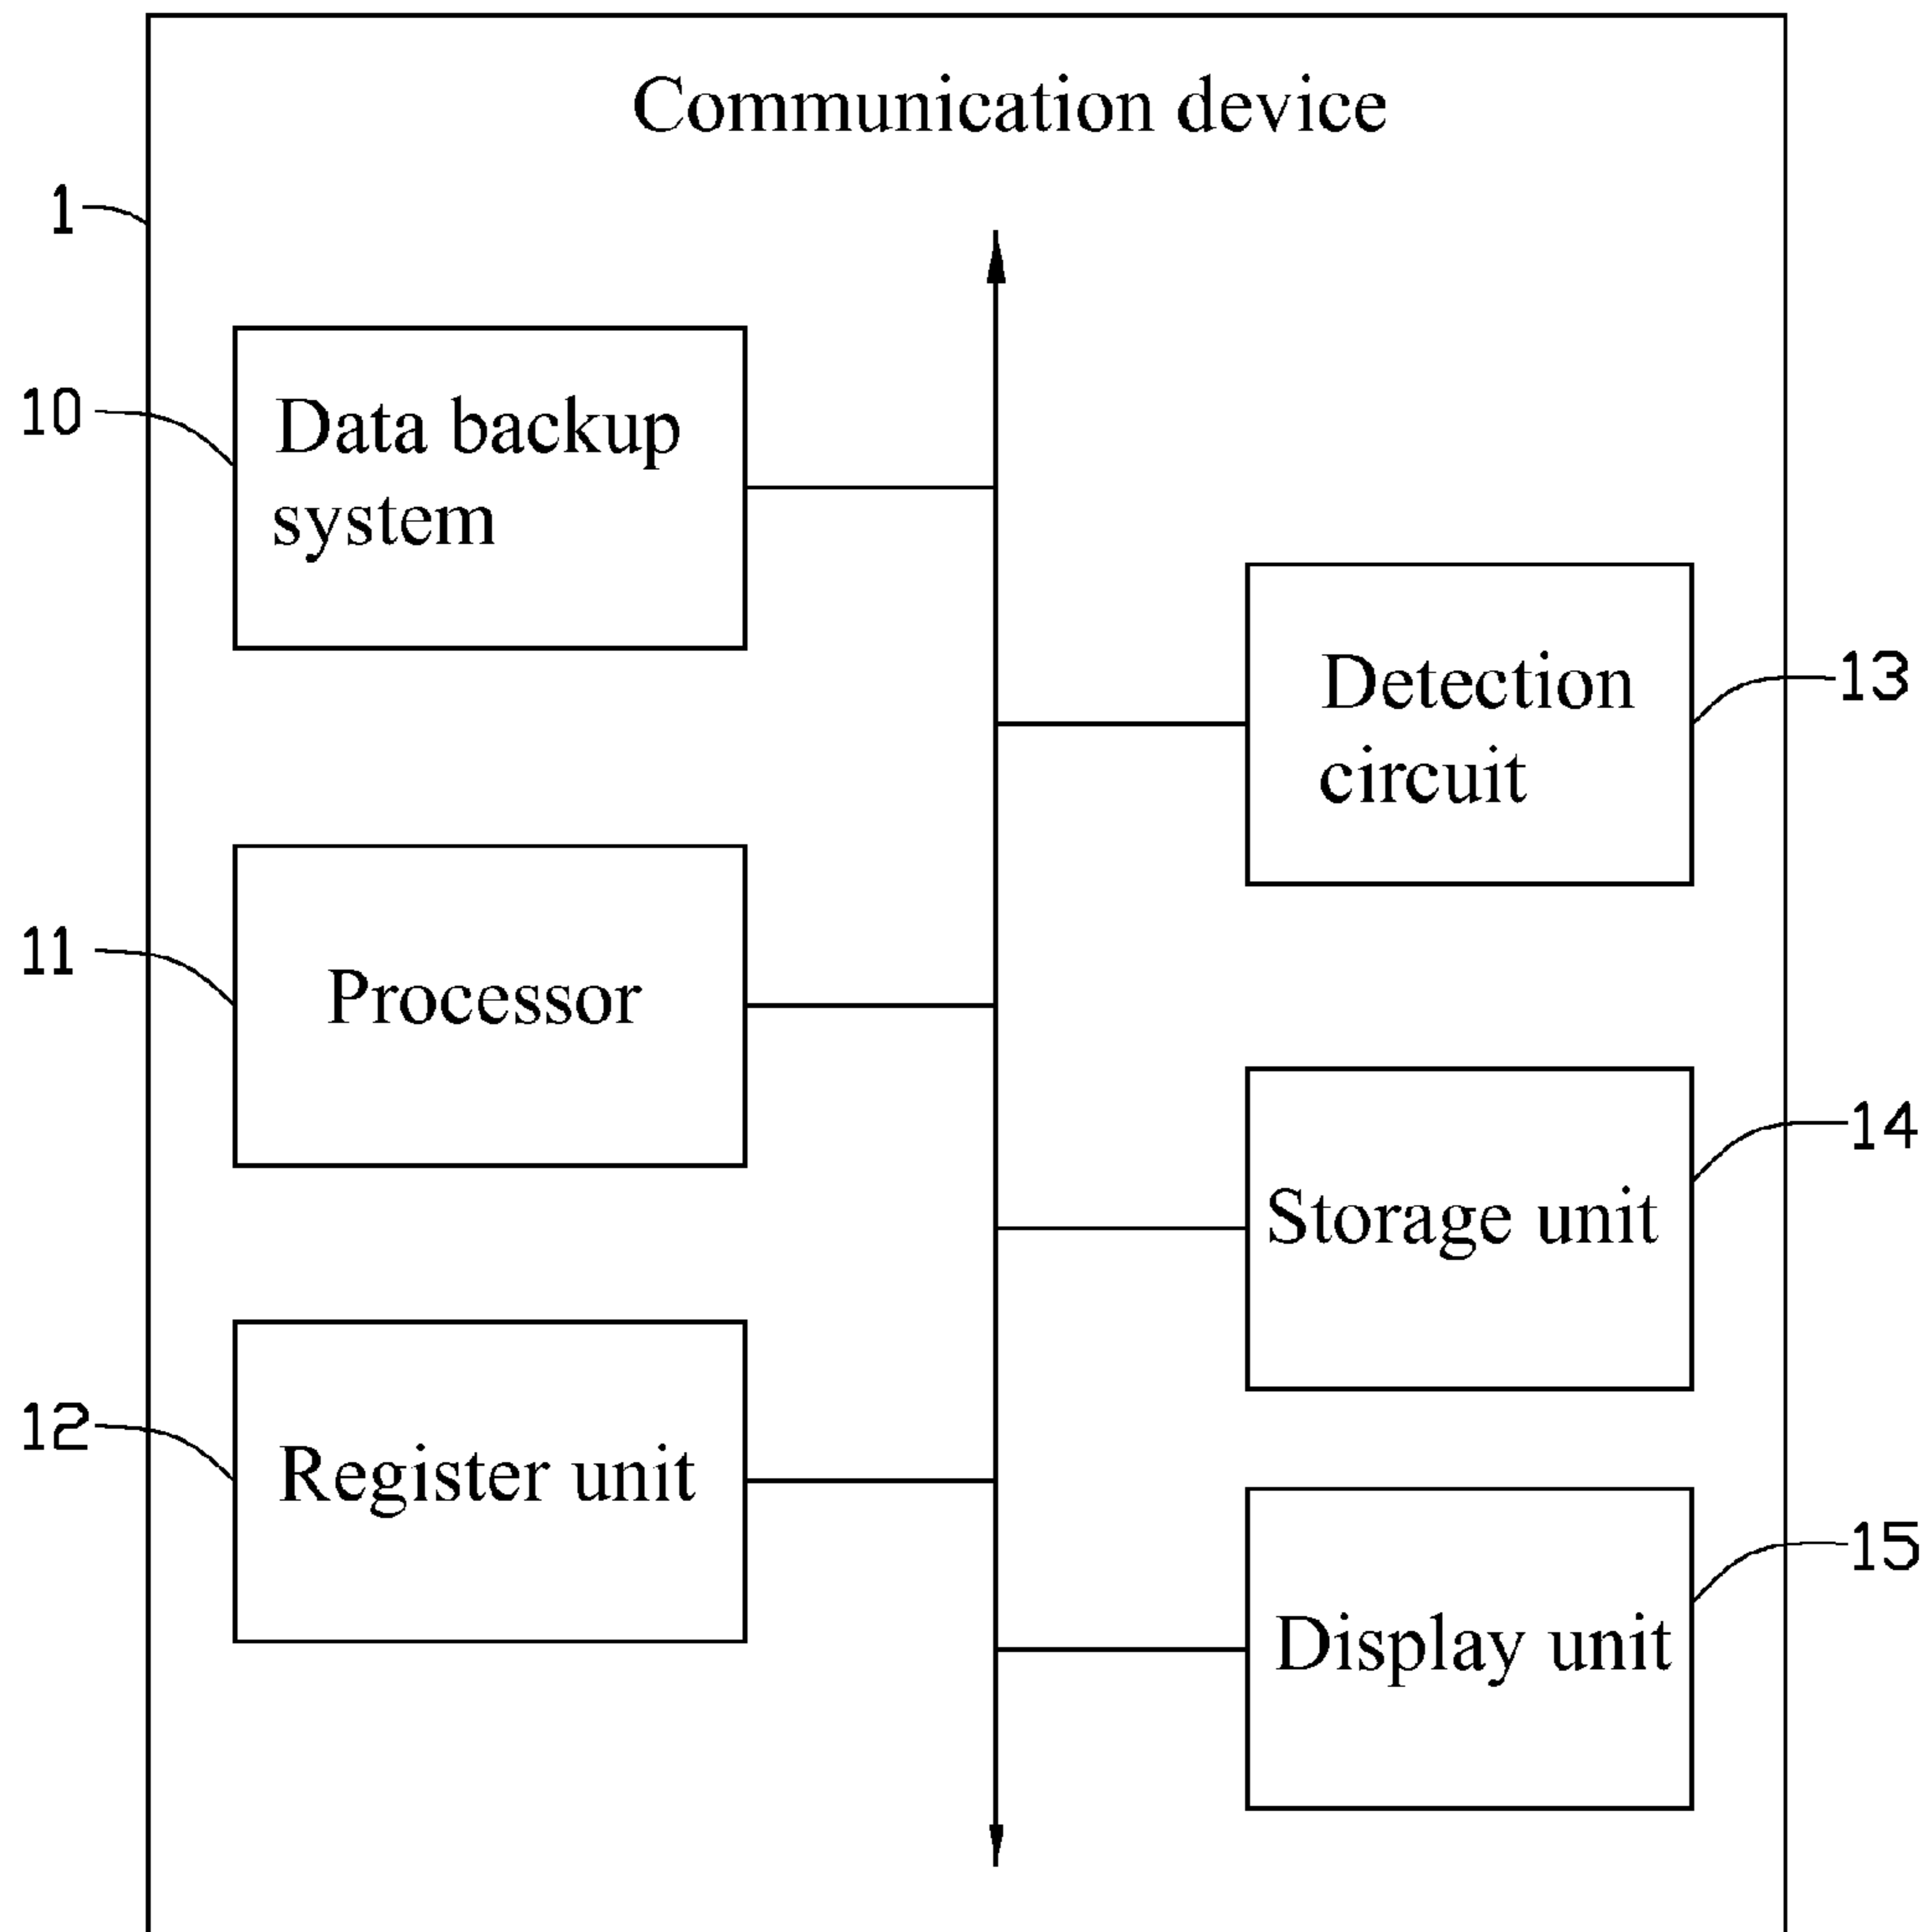 Communication device
1
10
Data backup
system
13
Detection
circuit
11
Processor
14
Storage unit
12
Register unit
15
Display unit